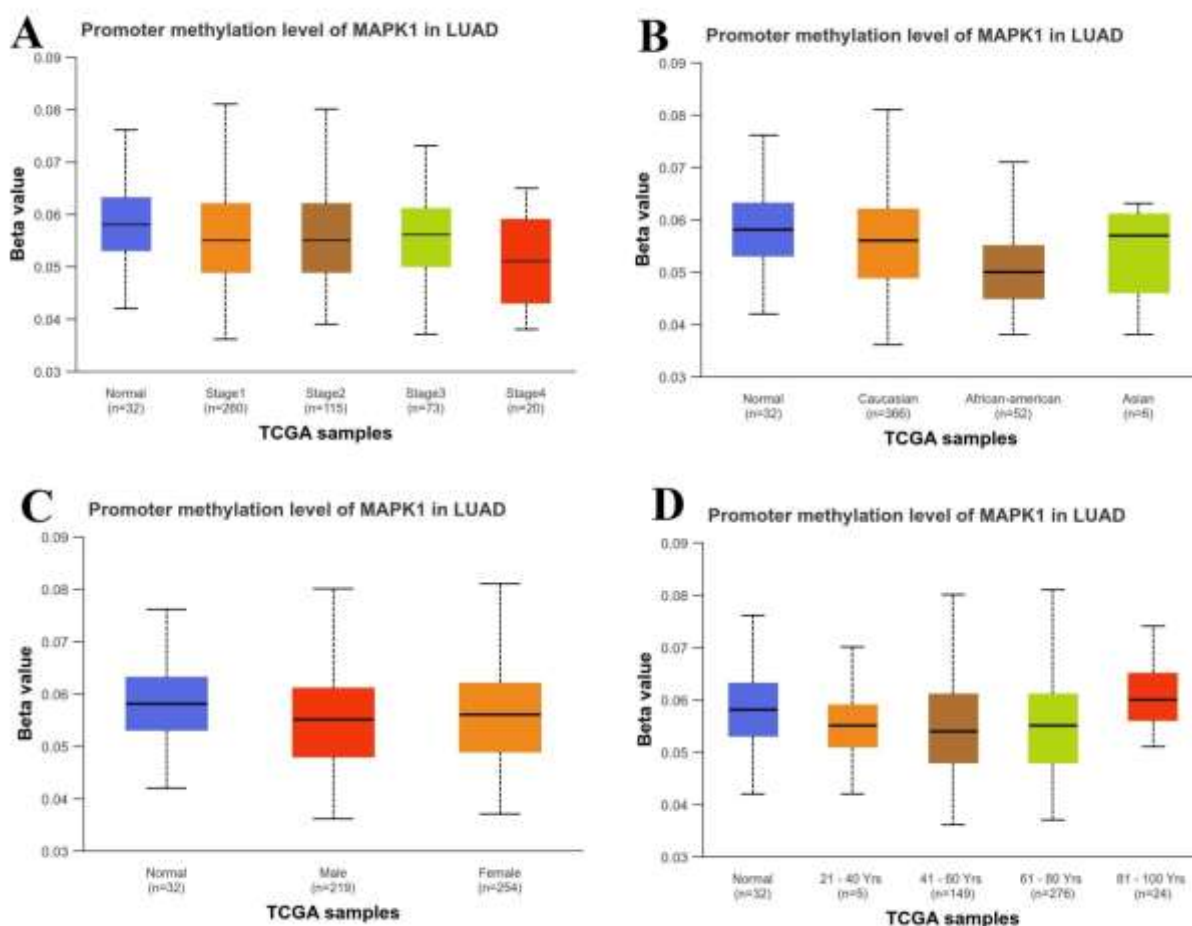 A
Promoter methylation level of MAPK1 in LUAD
Beta value
0.09
0.08
0.07
0.06
0.05
0.04
0.03
Normal Stage1 Stage2 Stage3 Stage4
(n=32) (n=260) (n=115) (n=73) (n=20)
TCGA samples
B
Promoter methylation level of MAPK1 in LUAD
Beta value
0.09
0.08
0.07
0.06
0.05
0.04
0.03
Normal Caucasian African-american Asian
(n=32) (n=366) (n=52) (n=6)
TCGA samples
C
Promoter methylation level of MAPK1 in LUAD
Beta value
0.09
0.08
0.07
0.06
0.05
0.04
0.03
Normal Male Female
(n=32) (n=219) (n=254)
TCGA samples
D
Promoter methylation level of MAPK1 in LUAD
Beta value
0.09
0.08
0.07
0.06
0.05
0.04
0.03
Normal 21 - 40 Yrs 41 - 60 Yrs 61 - 80 Yrs 81 - 100 Yrs
(n=32) (n=5) (n=149) (n=276) (n=24)
TCGA samples